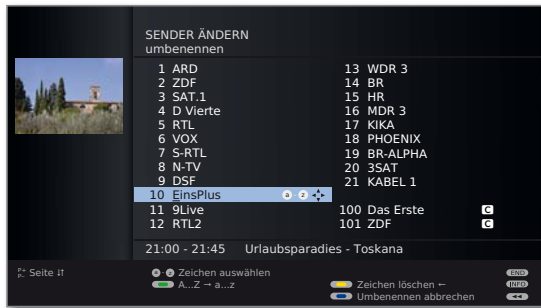 SENDER ÄNDERN
umbenennen
1 ARD
2 ZDF
3 SAT.1
4 D Vierte
5 RTL
6 VOX
7 S-RTL
8 N-TV
9 DSF
10 EinsPlus a z
11 9Live
12 RTL2
13 WDR 3
14 BR
15 HR
16 MDR 3
17 KIKA
18 PHOENIX
19 BR-ALPHA
20 3SAT
21 KABEL 1
100 Das Erste C
101 ZDF C
21:00 - 21:45 Urlaubsparadies - Toskana
P+ P- Seite
a - z Zeichen auswählen
A...Z → a...z
Zeichen löschen ←
Umbenennen abbrechen
END
INFO